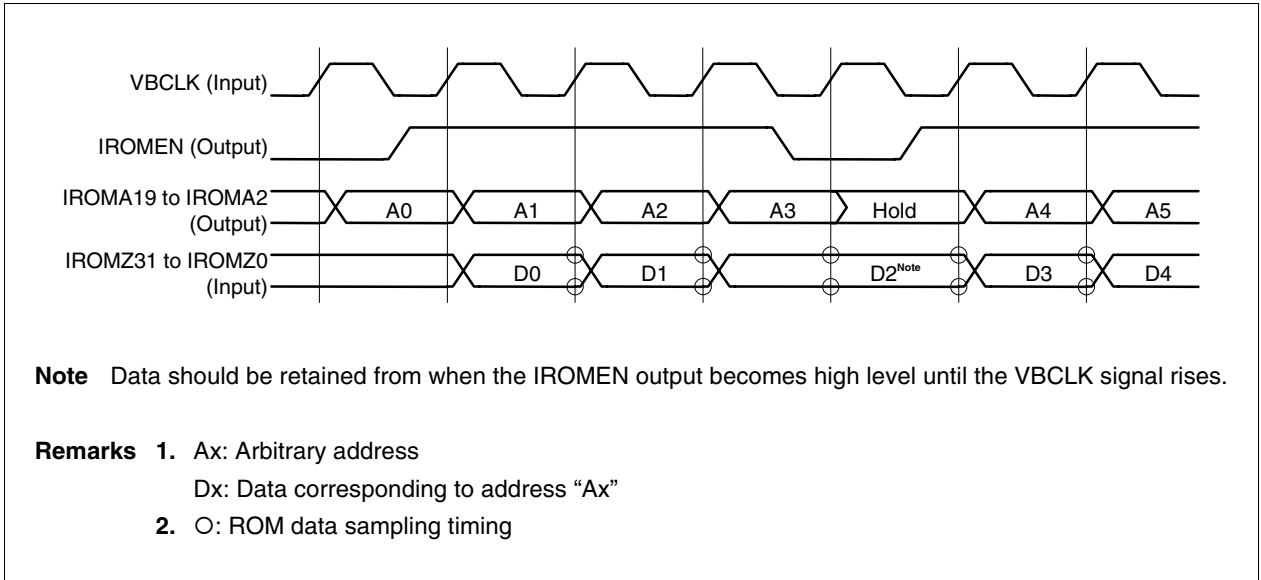 VBCLK (Input)
IROMEN (Output)
IROMA19 to IROMA2
(Output)
A0 A1 A2 A3 Hold A4 A5
IROMZ31 to IROMZ0
(Input)
D0 D1 D2Note D3 D4
Note Data should be retained from when the IROMEN output becomes high level until the VBCLK signal rises.
Remarks 1. Ax: Arbitrary address
Dx: Data corresponding to address “Ax”
2. ○: ROM data sampling timing